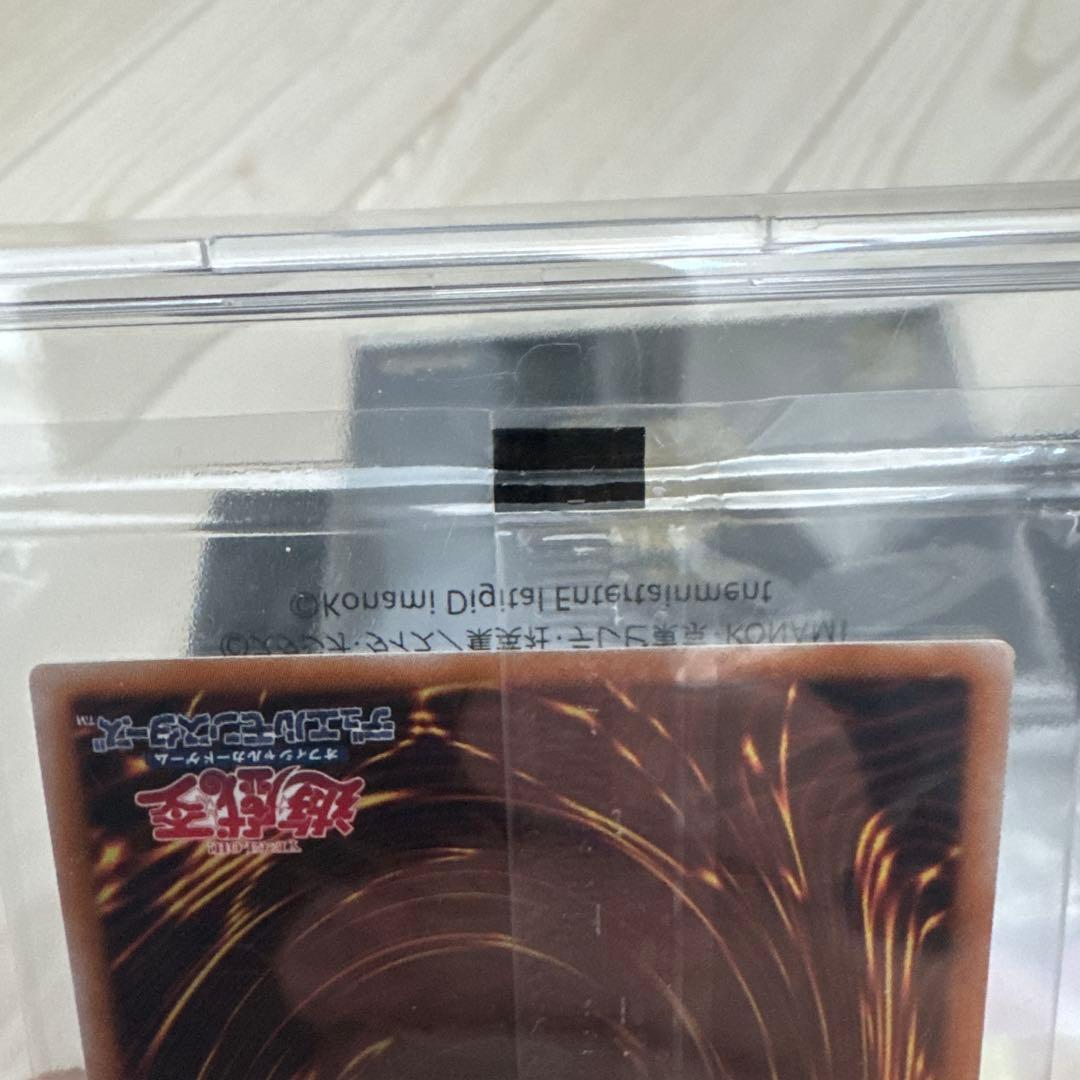 ©Konami Digital Entertainment
©スタジオ・ダイス／集英社・テレビ東京・KONAMI
デュエルモンスターズ™
オフィシャルカードゲーム
遊戯王